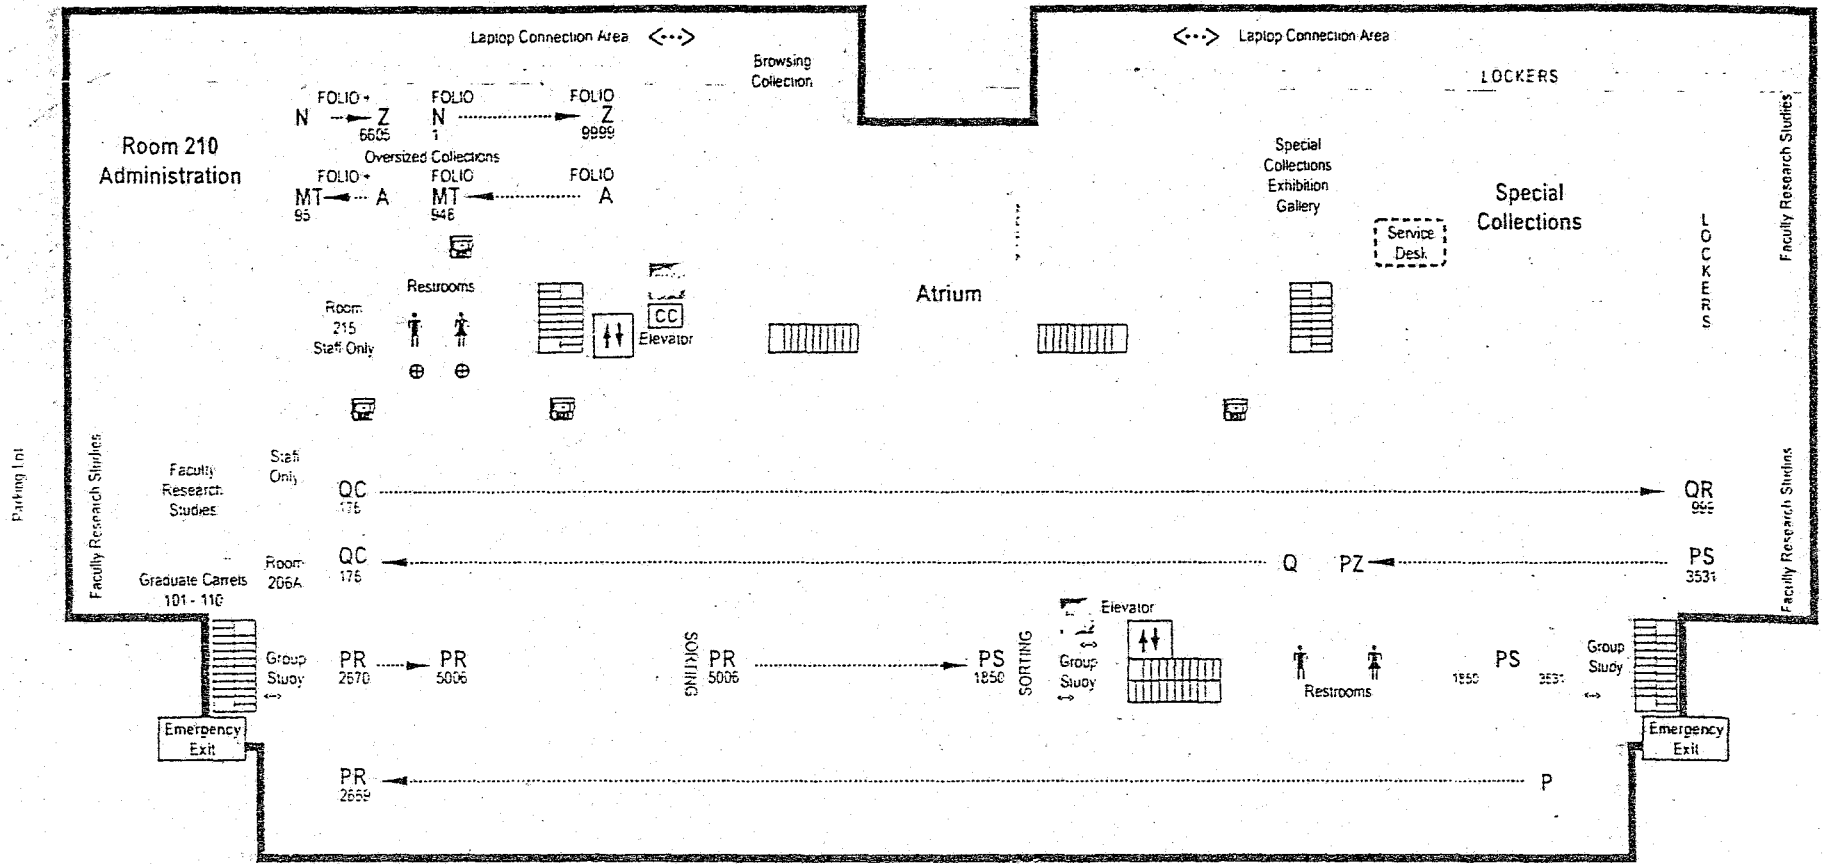 Laptop Connection Area
Laptop Connection Area
Browsing
Collection
LOCKERS
FOLIO +
FOLIO
FOLIO
N
Z
N
Z
6605
1
9999
Room 210
Administration
Oversized Collections
FOLIO +
FOLIO
FOLIO
MT
A
MT
A
95
948
Special
Collections
Exhibition
Gallery
Special
Collections
Service
Desk
LOCKERS
Faculty Research Studies
Restrooms
Room
215
Staff Only
CC
Elevator
Atrium
Parking Lot
Faculty Research Studies
Faculty
Research
Studies
Staff
Only
QC
175
QR
999
Faculty Research Studies
QC
175
Q
PZ
PS
3531
Graduate Carrels
101 - 110
Room
206A
Elevator
Group
Study
PR
2670
PR
5006
SORTING
PR
5006
PS
1850
SORTING
Group
Study
Restrooms
PS
1850
3531
Group
Study
Emergency
Exit
Emergency
Exit
PR
2669
P